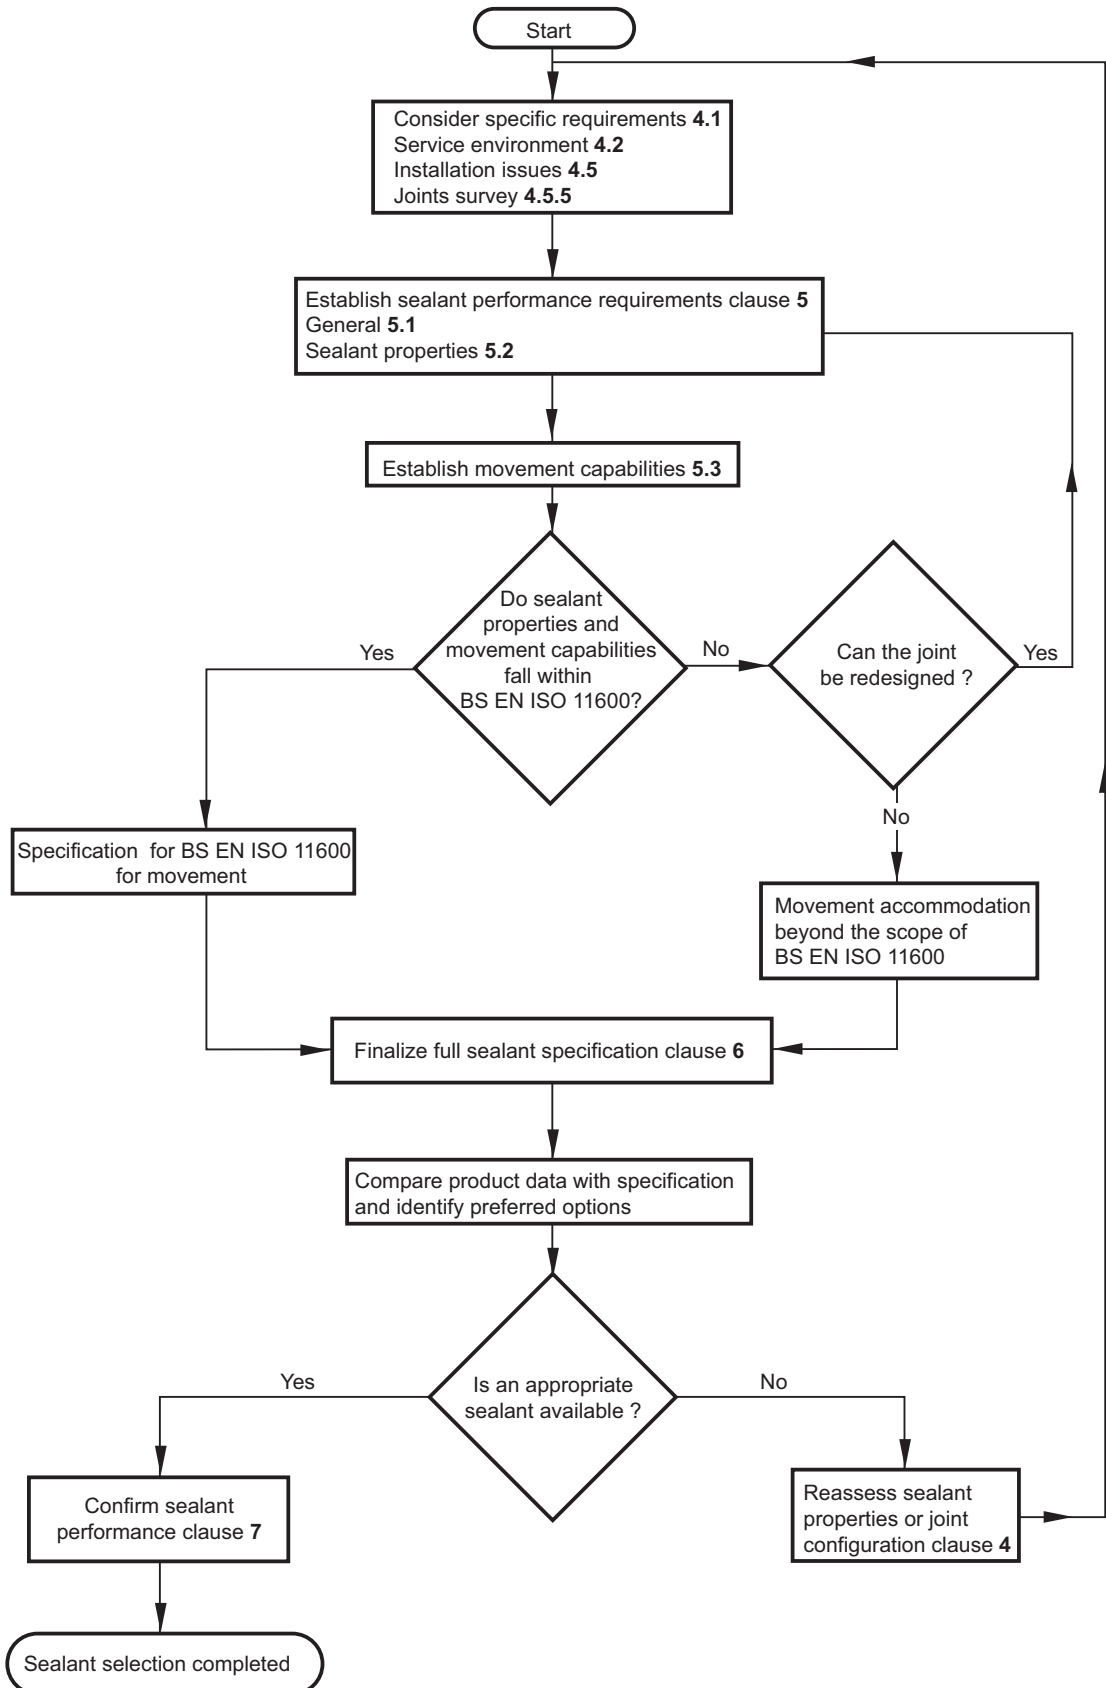 Start
Consider specific requirements 4.1
Service environment 4.2
Installation issues 4.5
Joints survey 4.5.5
Establish sealant performance requirements clause 5
General 5.1
Sealant properties 5.2
Establish movement capabilities 5.3
Do sealant
properties and
movement capabilities
fall within
BS EN ISO 11600?
Yes
No
Can the joint
be redesigned ?
Yes
No
Specification for BS EN ISO 11600
for movement
Movement accommodation
beyond the scope of
BS EN ISO 11600
Finalize full sealant specification clause 6
Compare product data with specification
and identify preferred options
Is an appropriate
sealant available ?
Yes
No
Confirm sealant
performance clause 7
Reassess sealant
properties or joint
configuration clause 4
Sealant selection completed